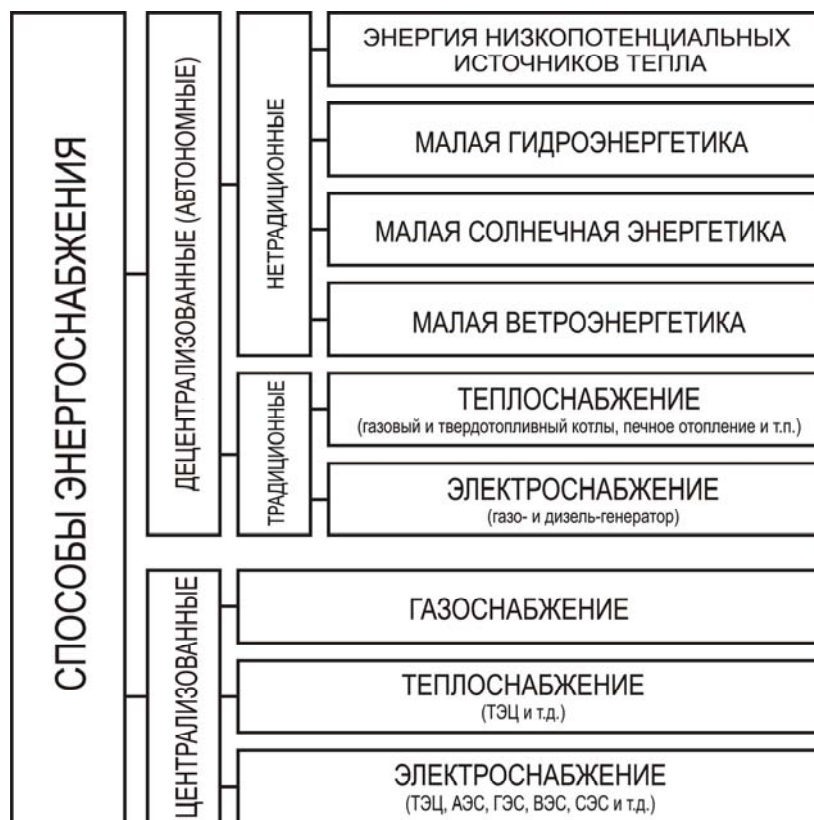 СПОСОБЫ ЭНЕРГОСНАБЖЕНИЯ
ДЕЦЕНТРАЛИЗОВАННЫЕ (АВТОНОМНЫЕ)
НЕТРАДИЦИОННЫЕ
ЭНЕРГИЯ НИЗКОПОТЕНЦИАЛЬНЫХ
ИСТОЧНИКОВ ТЕПЛА
МАЛАЯ ГИДРОЭНЕРГЕТИКА
МАЛАЯ СОЛНЕЧНАЯ ЭНЕРГЕТИКА
МАЛАЯ ВЕТРОЭНЕРГЕТИКА
ТРАДИЦИОННЫЕ
ТЕПЛОСНАБЖЕНИЕ
(газовый и твердотопливный котлы, печное отопление и т.п.)
ЭЛЕКТРОСНАБЖЕНИЕ
(газо- и дизель-генератор)
ЦЕНТРАЛИЗОВАННЫЕ
ГАЗОСНАБЖЕНИЕ
ТЕПЛОСНАБЖЕНИЕ
(ТЭЦ и т.д.)
ЭЛЕКТРОСНАБЖЕНИЕ
(ТЭЦ, АЭС, ГЭС, ВЭС, СЭС и т.д.)